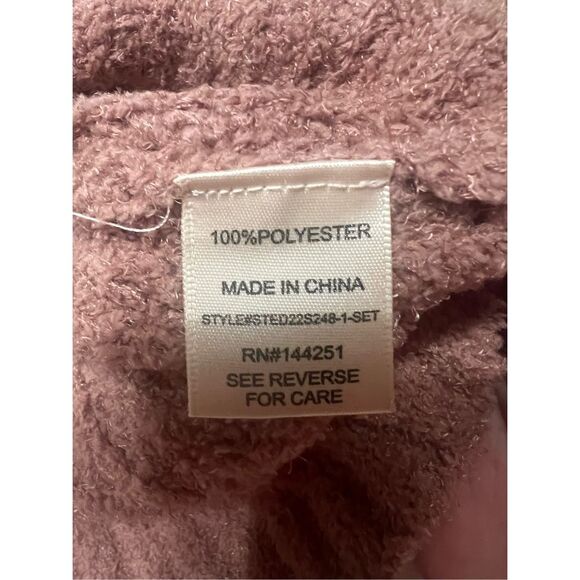 100%POLYESTER
MADE IN CHINA
STYLE#STED22S248-1-SET
RN#144251
SEE REVERSE
FOR CARE